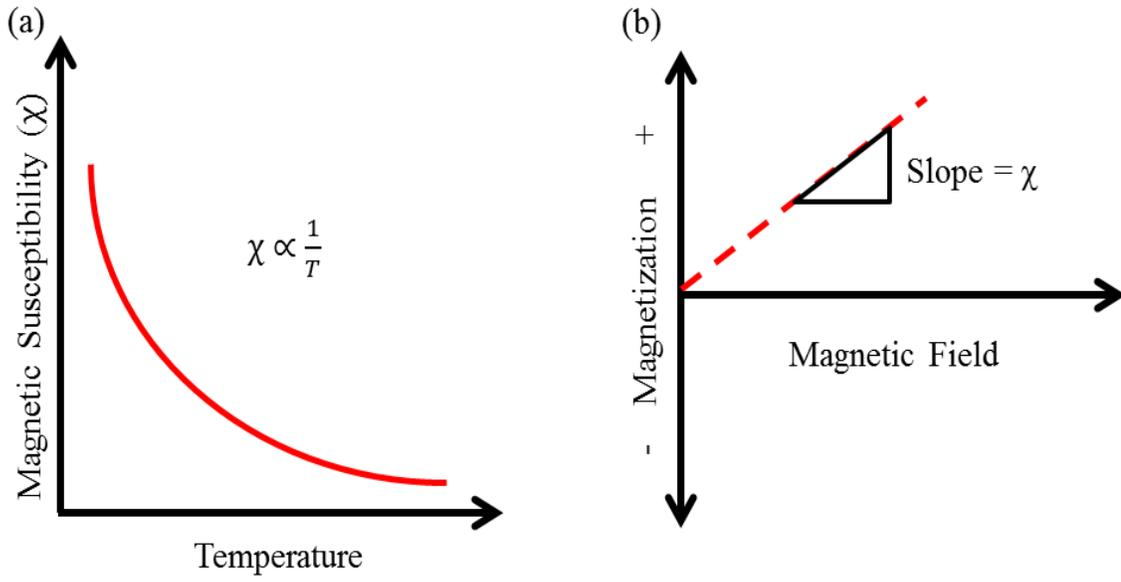 (a)
Magnetic Susceptibility (χ)
χ ∝ 1/T
Temperature
(b)
- Magnetization +
Slope = χ
Magnetic Field